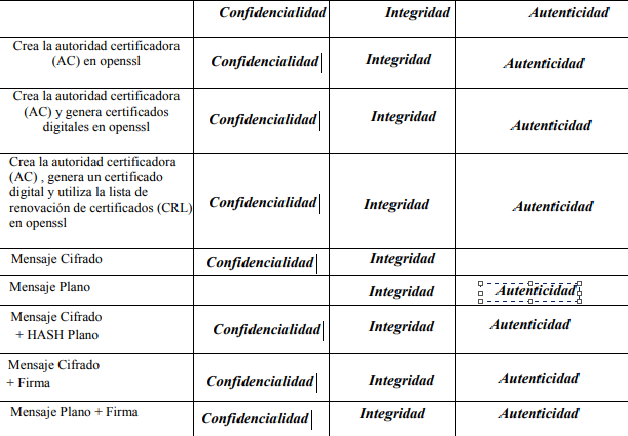 Confidencialidad Integridad Autenticidad
Crea la autoridad certificadora
(AC) en openssl
Confidencialidad Integridad Autenticidad
Crea la autoridad certificadora
(AC) y genera certificados
digitales en openssl
Confidencialidad Integridad Autenticidad
Crea la autoridad certificadora
(AC) , genera un certificado
digital y utiliza la lista de
renovación de certificados (CRL)
en openssl
Confidencialidad Integridad Autenticidad
Mensaje Cifrado Confidencialidad Integridad
Mensaje Plano Integridad Autenticidad
Mensaje Cifrado
+ HASH Plano
Confidencialidad Integridad Autenticidad
Mensaje Cifrado
+ Firma
Confidencialidad Integridad Autenticidad
Mensaje Plano + Firma Confidencialidad Integridad Autenticidad